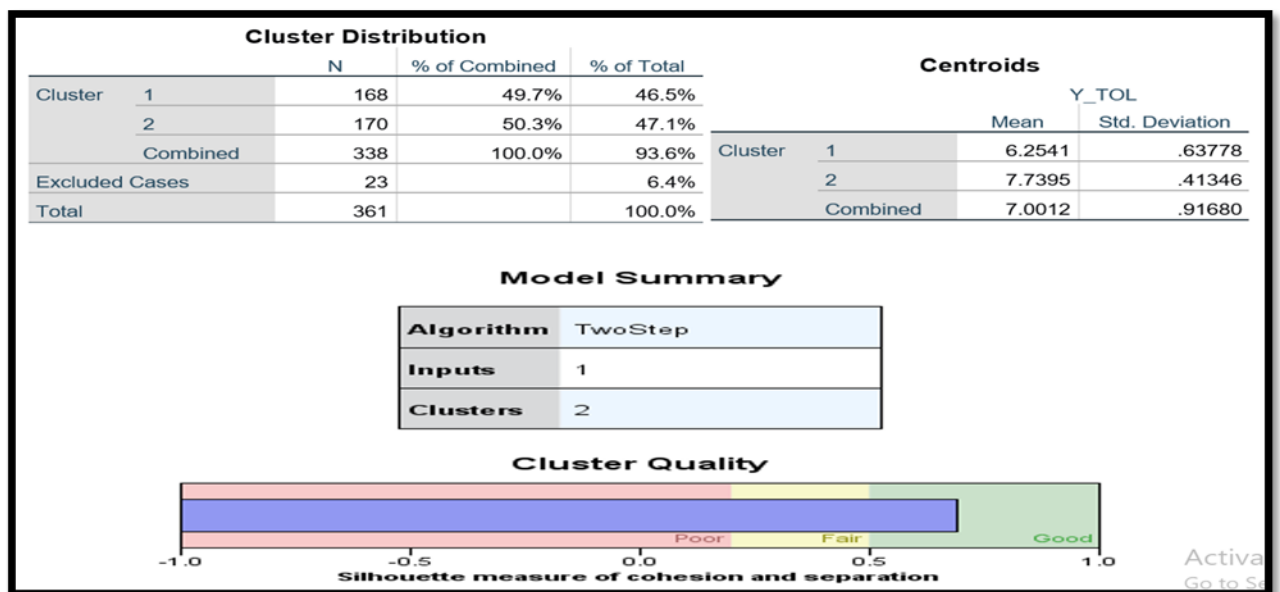 Cluster Distribution
N % of Combined % of Total
Cluster 1 168 49.7% 46.5%
2 170 50.3% 47.1%
Combined 338 100.0% 93.6%
Excluded Cases 23 6.4%
Total 361 100.0%
Centroids
Y_TOL
Mean Std. Deviation
Cluster 1 6.2541 .63778
2 7.7395 .41346
Combined 7.0012 .91680
Model Summary
Algorithm TwoStep
Inputs 1
Clusters 2
Cluster Quality
Poor Fair Good
-1.0 -0.5 0.0 0.5 1.0
Silhouette measure of cohesion and separation
Activa
Go to Se